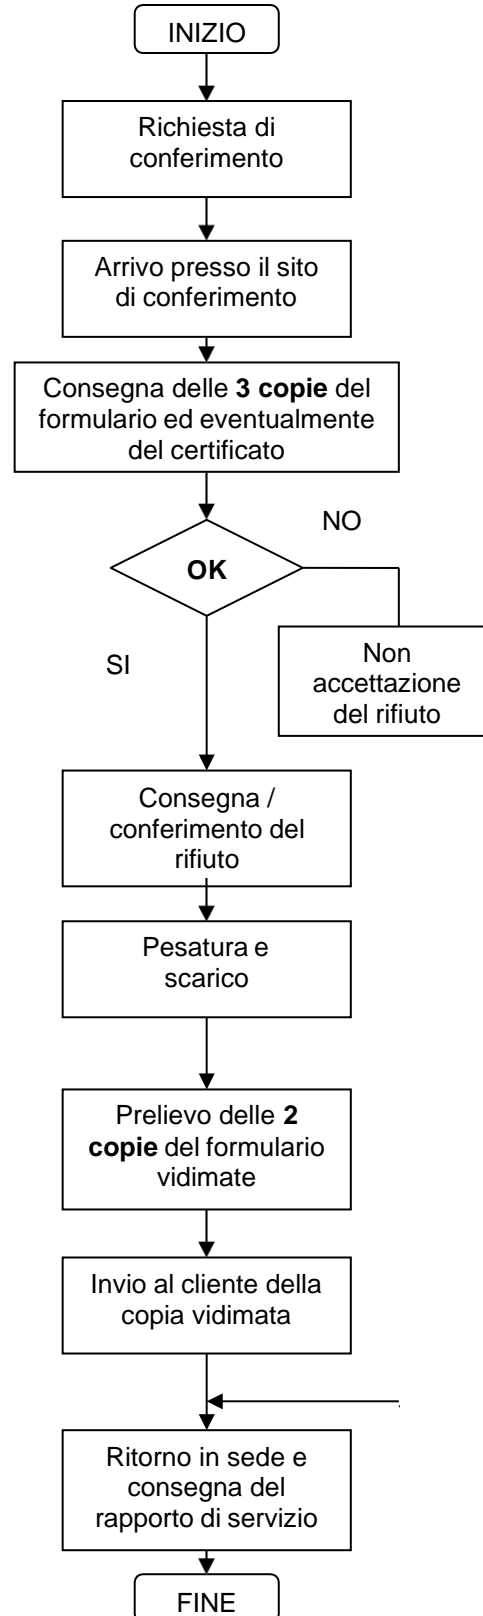 INIZIO
Richiesta di
conferimento
Arrivo presso il sito
di conferimento
Consegna delle 3 copie del
formulario ed eventualmente
del certificato
NO
OK
SI
Non
accettazione
del rifiuto
Consegna /
conferimento del
rifiuto
Pesatura e
scarico
Prelievo delle 2
copie del formulario
vidimate
Invio al cliente della
copia vidimata
Ritorno in sede e
consegna del
rapporto di servizio
FINE